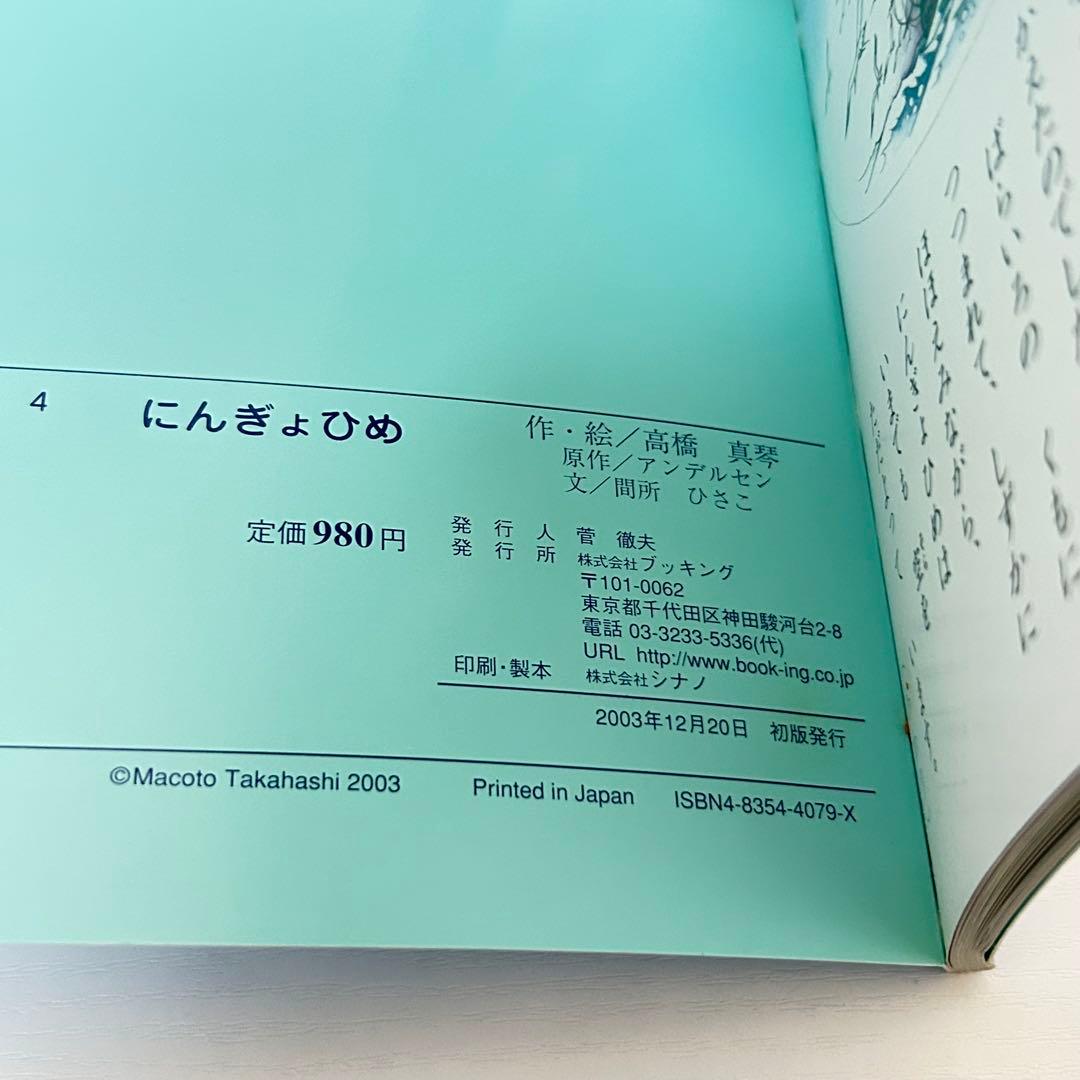 4 にんぎょひめ
作・絵／高橋 真琴
原作／アンデルセン
文／間所 ひさこ
定価980円
発行人 菅 徹夫
発行所 株式会社ブッキング
〒101-0062
東京都千代田区神田駿河台2-8
電話 03-3233-5336(代)
URL http://www.book-ing.co.jp
印刷・製本 株式会社シナノ
2003年12月20日 初版発行
©Macoto Takahashi 2003 Printed in Japan ISBN4-8354-4079-X
くもに
しずかに
ばらいろの
つつまれて、
ほほえみながら、
にんぎょひめは
いまでも